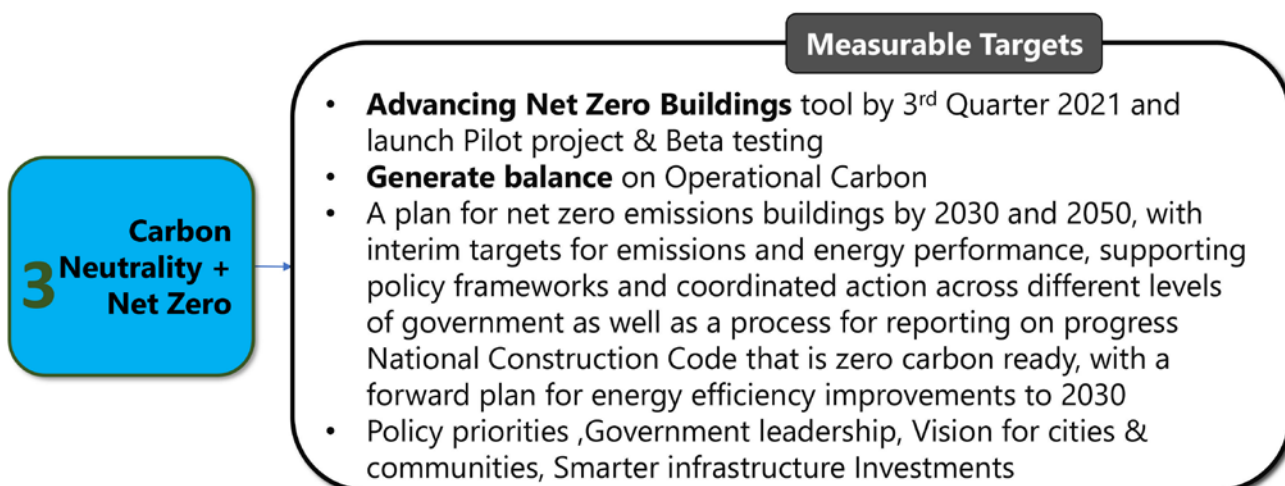 Measurable Targets
• Advancing Net Zero Buildings tool by 3rd Quarter 2021 and
launch Pilot project & Beta testing
• Generate balance on Operational Carbon
• A plan for net zero emissions buildings by 2030 and 2050, with
interim targets for emissions and energy performance, supporting
policy frameworks and coordinated action across different levels
of government as well as a process for reporting on progress
National Construction Code that is zero carbon ready, with a
forward plan for energy efficiency improvements to 2030
• Policy priorities ,Government leadership, Vision for cities &
communities, Smarter infrastructure Investments
3
Carbon
Neutrality +
Net Zero